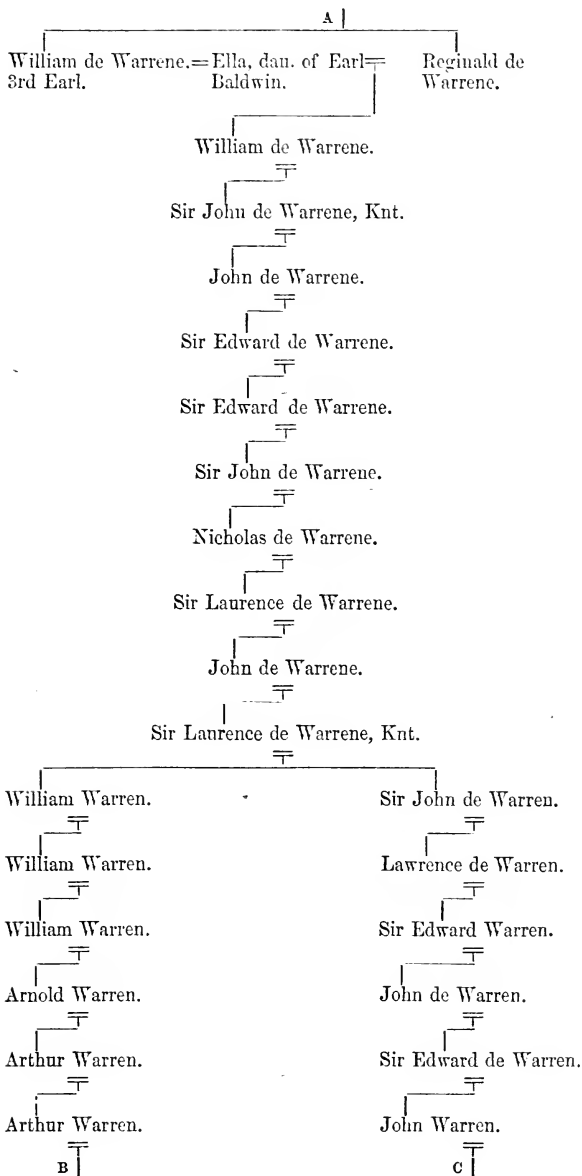 A
William de Warrene.=Ella, dau. of Earl= Reginald de
3rd Earl. Baldwin. Warrene.
William de Warrene.
Sir John de Warrene, Knt.
John de Warrene.
Sir Edward de Warrene.
Sir Edward de Warrene.
Sir John de Warrene.
Nicholas de Warrene.
Sir Laurence de Warrene.
John de Warrene.
Sir Laurence de Warrene, Knt.
William Warren. Sir John de Warren.
William Warren. Lawrence de Warren.
William Warren. Sir Edward Warren.
Arnold Warren. John de Warren.
Arthur Warren. Sir Edward de Warren.
Arthur Warren. John Warren.
B C